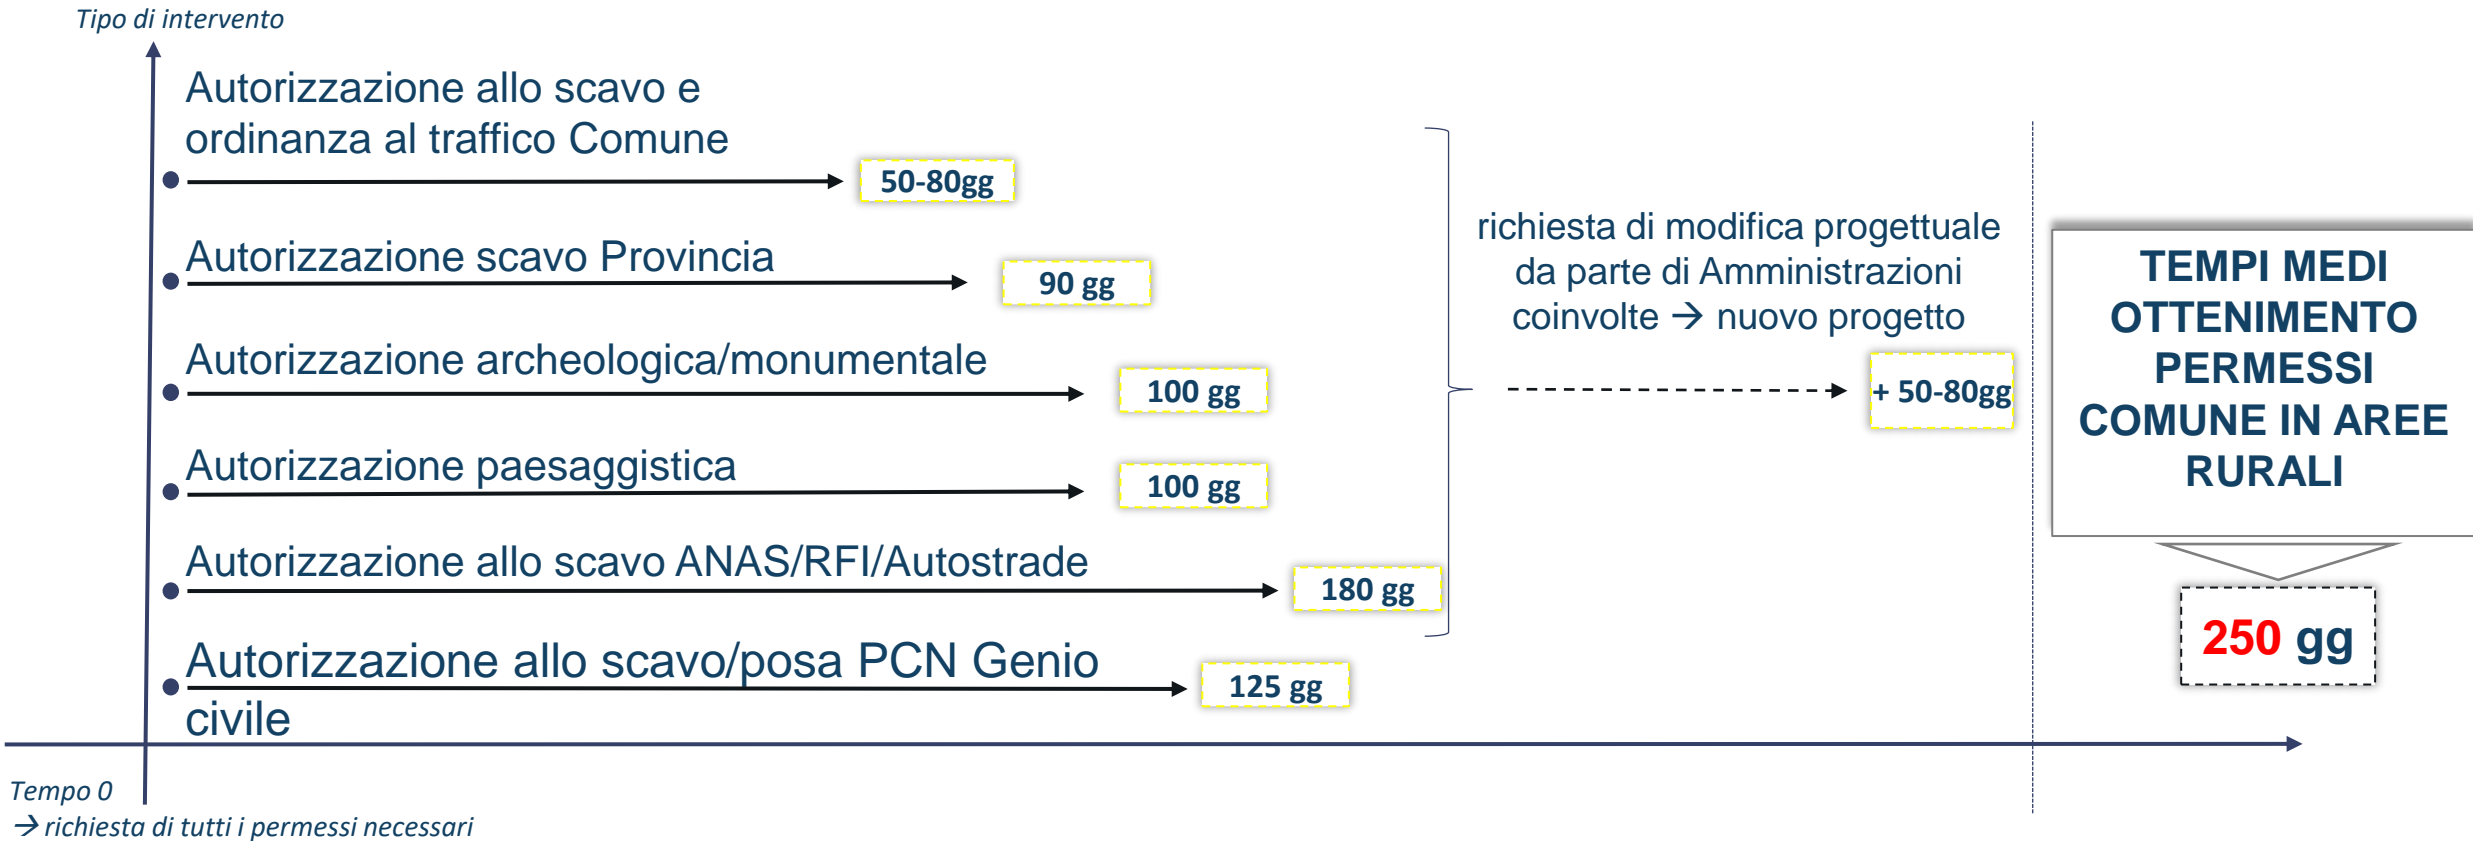 Tipo di intervento
Autorizzazione allo scavo e
ordinanza al traffico Comune
50-80gg
Autorizzazione scavo Provincia
90 gg
Autorizzazione archeologica/monumentale
100 gg
Autorizzazione paesaggistica
100 gg
Autorizzazione allo scavo ANAS/RFI/Autostrade
180 gg
Autorizzazione allo scavo/posa PCN Genio
civile
125 gg
richiesta di modifica progettuale
da parte di Amministrazioni
coinvolte → nuovo progetto
+ 50-80gg
TEMPI MEDI
OTTENIMENTO
PERMESSI
COMUNE IN AREE
RURALI
250 gg
Tempo 0
→ richiesta di tutti i permessi necessari